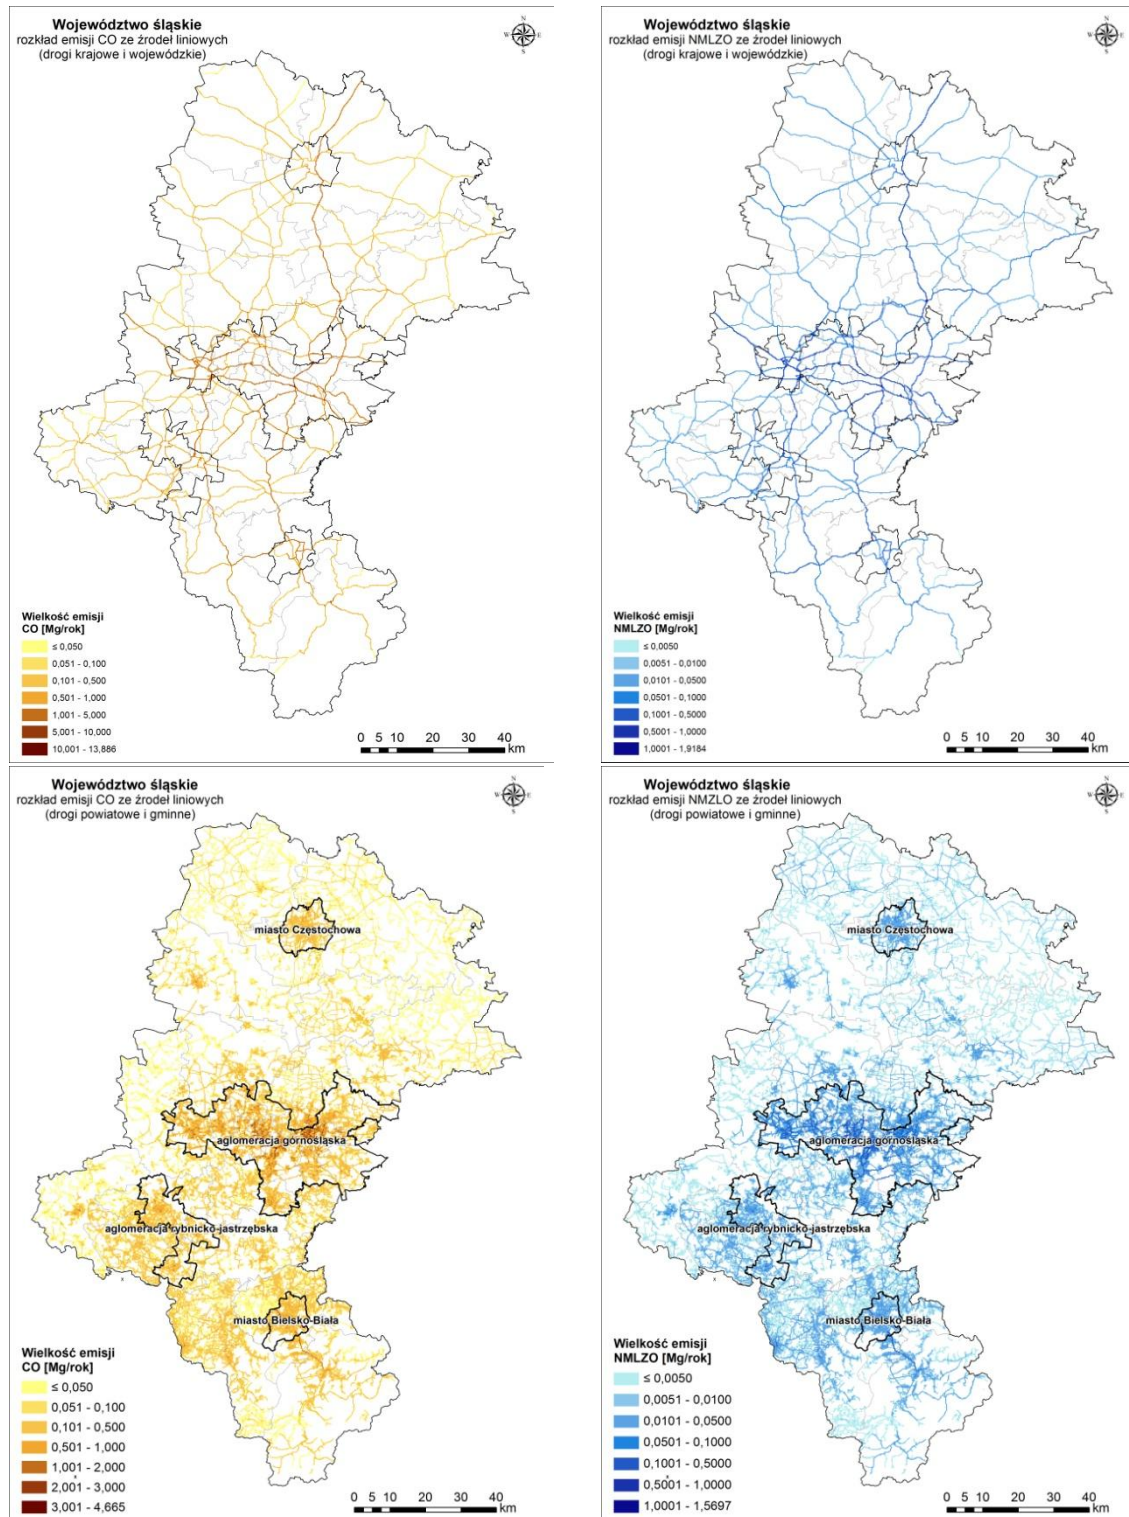 Województwo śląskie
rozkład emisji CO ze źrodeł liniowych
(drogi krajowe i wojewódzkie)
N
W E
S
Wielkość emisji
CO [Mg/rok]
≤ 0,050
0,051 - 0,100
0,101 - 0,500
0,501 - 1,000
1,001 - 5,000
5,001 - 10,000
10,001 - 13,886
0 5 10 20 30 40
km
Województwo śląskie
rozkład emisji NMLZO ze źrodeł liniowych
(drogi krajowe i wojewódzkie)
N
W E
S
Wielkość emisji
NMLZO [Mg/rok]
≤ 0,0050
0,0051 - 0,0100
0,0101 - 0,0500
0,0501 - 0,1000
0,1001 - 0,5000
0,5001 - 1,0000
1,0001 - 1,9184
0 5 10 20 30 40
km
Województwo śląskie
rozkład emisji CO ze źrodeł liniowych
(drogi powiatowe i gminne)
N
W E
S
miasto Częstochowa
aglomeracja górnośląska
aglomeracja rybnicko-jastrzębska
miasto Bielsko-Biała
Wielkość emisji
CO [Mg/rok]
≤ 0,050
0,051 - 0,100
0,101 - 0,500
0,501 - 1,000
1,001 - 2,000
2,001 - 3,000
3,001 - 4,665
0 5 10 20 30 40
km
Województwo śląskie
rozkład emisji NMZLO ze źrodeł liniowych
(drogi powiatowe i gminne)
N
W E
S
miasto Częstochowa
aglomeracja górnośląska
aglomeracja rybnicko-jastrzębska
miasto Bielsko-Biała
Wielkość emisji
NMLZO [Mg/rok]
≤ 0,0050
0,0051 - 0,0100
0,0101 - 0,0500
0,0501 - 0,1000
0,1001 - 0,5000
0,5001 - 1,0000
1,0001 - 1,5697
0 5 10 20 30 40
km